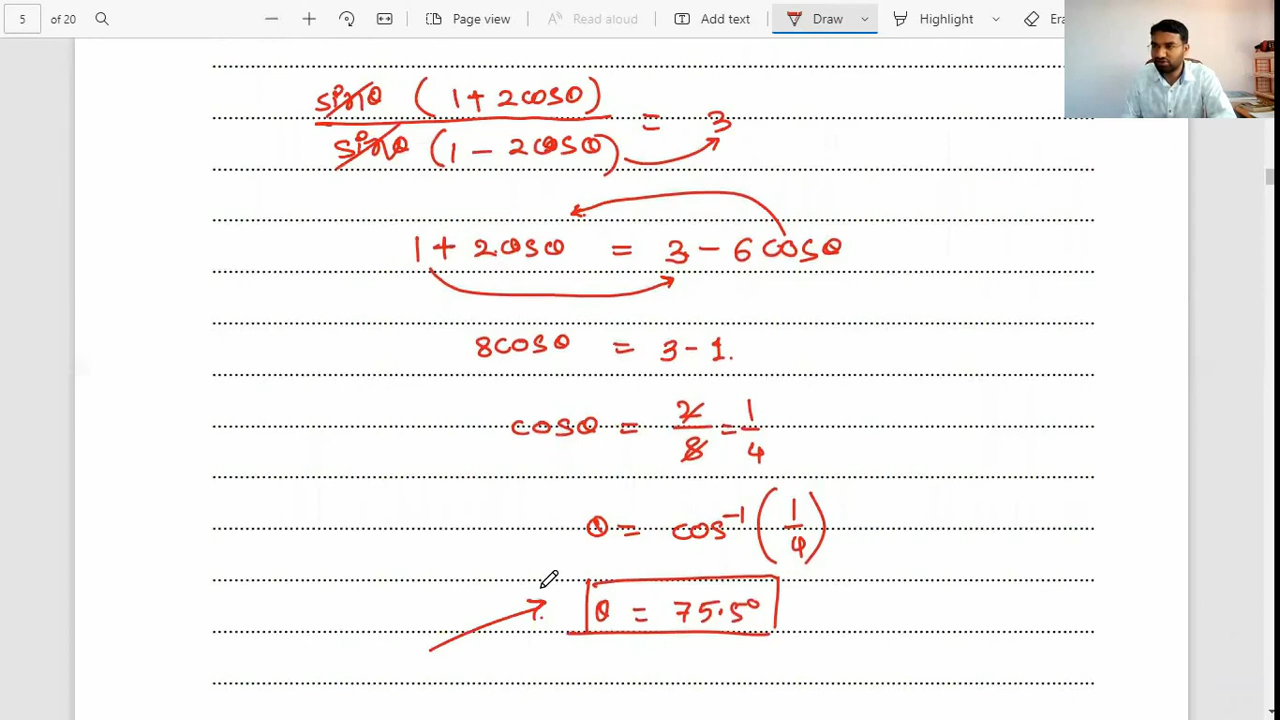 5 of 20 Page view Read aloud Add text Draw Highlight Era
sinθ (1 + 2cosθ)
sinθ (1 - 2cosθ) = 3
1 + 2cosθ = 3 - 6cosθ
8cosθ = 3 - 1.
cosθ = 2/8 = 1/4
θ = cos⁻¹ (1/4)
θ = 75.5°